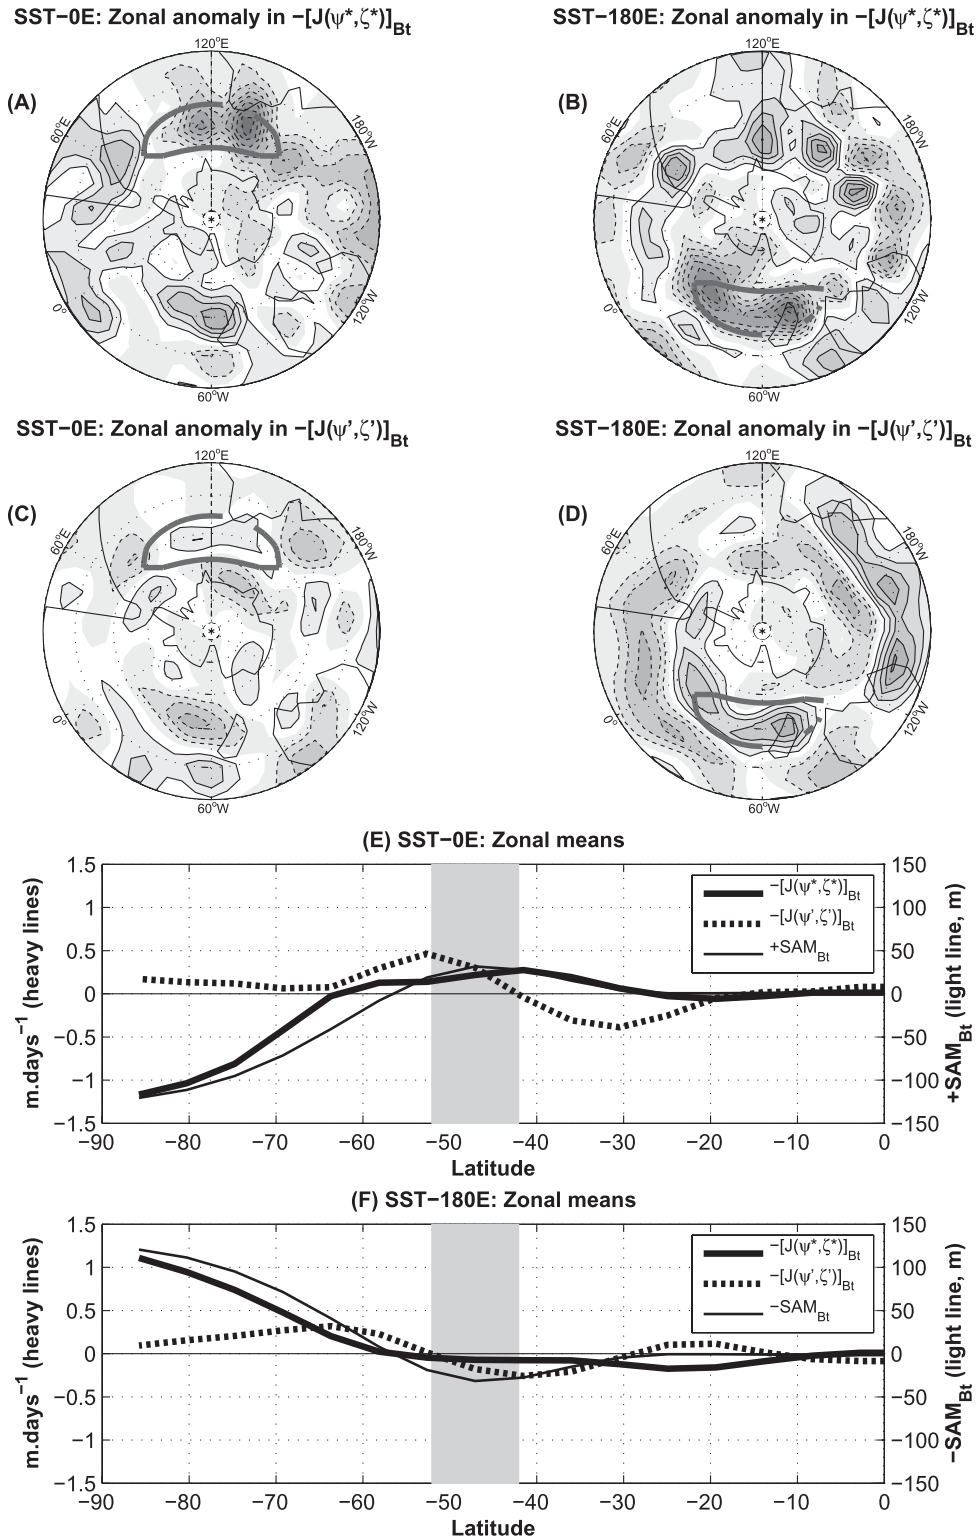 SST−0E: Zonal anomaly in −[J(ψ*,ζ*)]Bt
SST−180E: Zonal anomaly in −[J(ψ*,ζ*)]Bt
(A)
120°E
60°E
180°W
0°
120°W
60°W
(B)
120°E
60°E
180°W
0°
120°W
60°W
SST−0E: Zonal anomaly in −[J(ψ’,ζ’)]Bt
SST−180E: Zonal anomaly in −[J(ψ’,ζ’)]Bt
(C)
120°E
60°E
180°W
0°
120°W
60°W
(D)
120°E
60°E
180°W
0°
120°W
60°W
(E) SST−0E: Zonal means
m.days−1 (heavy lines)
1.5
1
0.5
0
−0.5
−1
−1.5
−[J(ψ*,ζ*)]Bt
−[J(ψ’,ζ’)]Bt
+SAMBt
150
100
50
0
−50
−100
−150
+SAMBt (light line, m)
−90 −80 −70 −60 −50 −40 −30 −20 −10 0
Latitude
(F) SST−180E: Zonal means
m.days−1 (heavy lines)
1.5
1
0.5
0
−0.5
−1
−1.5
−[J(ψ*,ζ*)]Bt
−[J(ψ’,ζ’)]Bt
−SAMBt
150
100
50
0
−50
−100
−150
−SAMBt (light line, m)
−90 −80 −70 −60 −50 −40 −30 −20 −10 0
Latitude